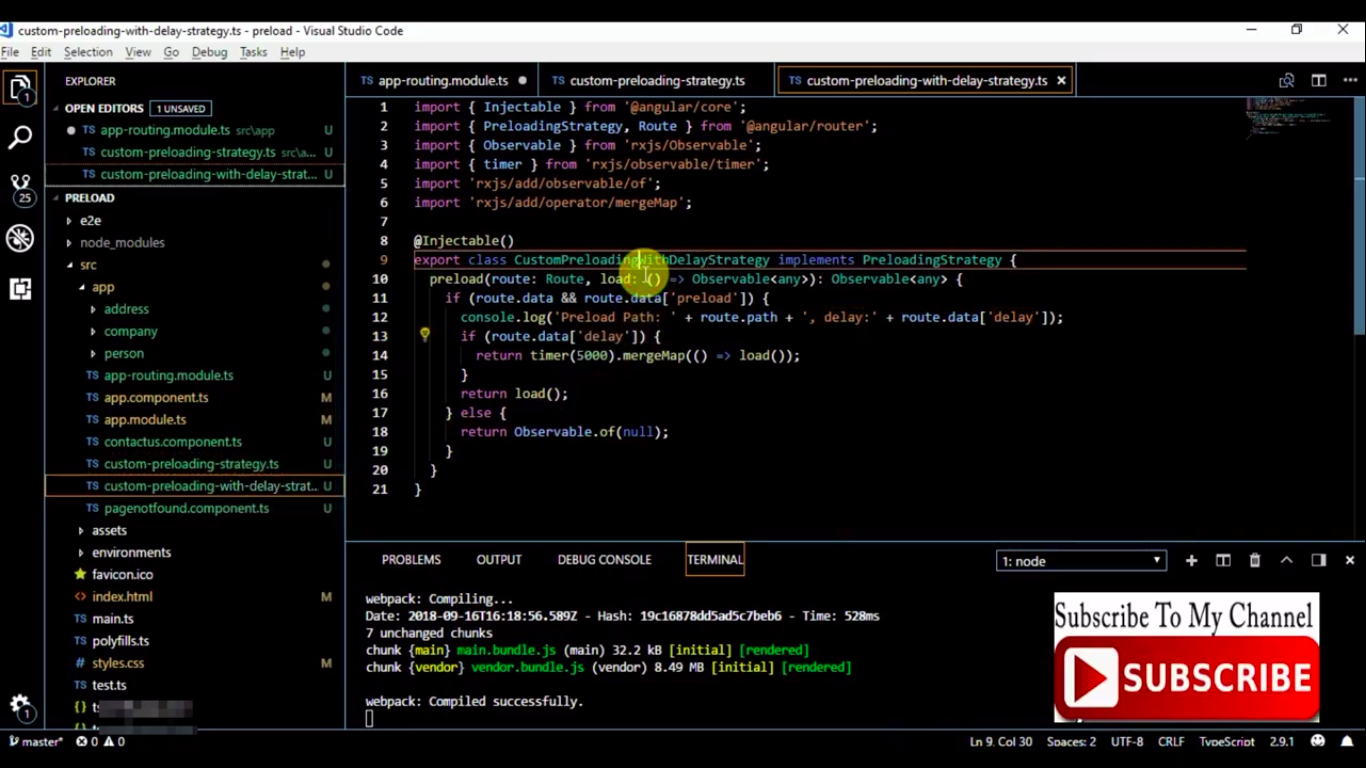 custom-preloading-with-delay-strategy.ts - preload - Visual Studio Code
File Edit Selection View Go Debug Tasks Help
EXPLORER
OPEN EDITORS 1 UNSAVED
TS app-routing.module.ts src\app U
TS custom-preloading-strategy.ts src\a... U
TS custom-preloading-with-delay-strat... U
PRELOAD
e2e
node_modules
src
app
address
company
person
TS app-routing.module.ts U
TS app.component.ts M
TS app.module.ts M
TS contactus.component.ts U
TS custom-preloading-strategy.ts U
TS custom-preloading-with-delay-strat... U
TS pagenotfound.component.ts U
assets
environments
favicon.ico
<> index.html M
TS main.ts
TS polyfills.ts
# styles.css M
TS test.ts
1
25
1
TS app-routing.module.ts TS custom-preloading-strategy.ts TS custom-preloading-with-delay-strategy.ts
1 import { Injectable } from '@angular/core';
2 import { PreloadingStrategy, Route } from '@angular/router';
3 import { Observable } from 'rxjs/Observable';
4 import { timer } from 'rxjs/observable/timer';
5 import 'rxjs/add/observable/of';
6 import 'rxjs/add/operator/mergeMap';
7
8 @Injectable()
9 export class CustomPreloadingWithDelayStrategy implements PreloadingStrategy {
10 preload(route: Route, load: () => Observable<any>): Observable<any> {
11 if (route.data && route.data['preload']) {
12 console.log('Preload Path: ' + route.path + ', delay:' + route.data['delay']);
13 if (route.data['delay']) {
14 return timer(5000).mergeMap(() => load());
15 }
16 return load();
17 } else {
18 return Observable.of(null);
19 }
20 }
21 }
PROBLEMS OUTPUT DEBUG CONSOLE TERMINAL 1: node
webpack: Compiling...
Date: 2018-09-16T16:18:56.589Z - Hash: 19c16878dd5ad5c7beb6 - Time: 528ms
7 unchanged chunks
chunk {main} main.bundle.js (main) 32.2 kB [initial] [rendered]
chunk {vendor} vendor.bundle.js (vendor) 8.49 MB [initial] [rendered]
webpack: Compiled successfully.
Subscribe To My Channel
SUBSCRIBE
master* 0 0 Ln 9, Col 30 Spaces: 2 UTF-8 CRLF TypeScript 2.9.1